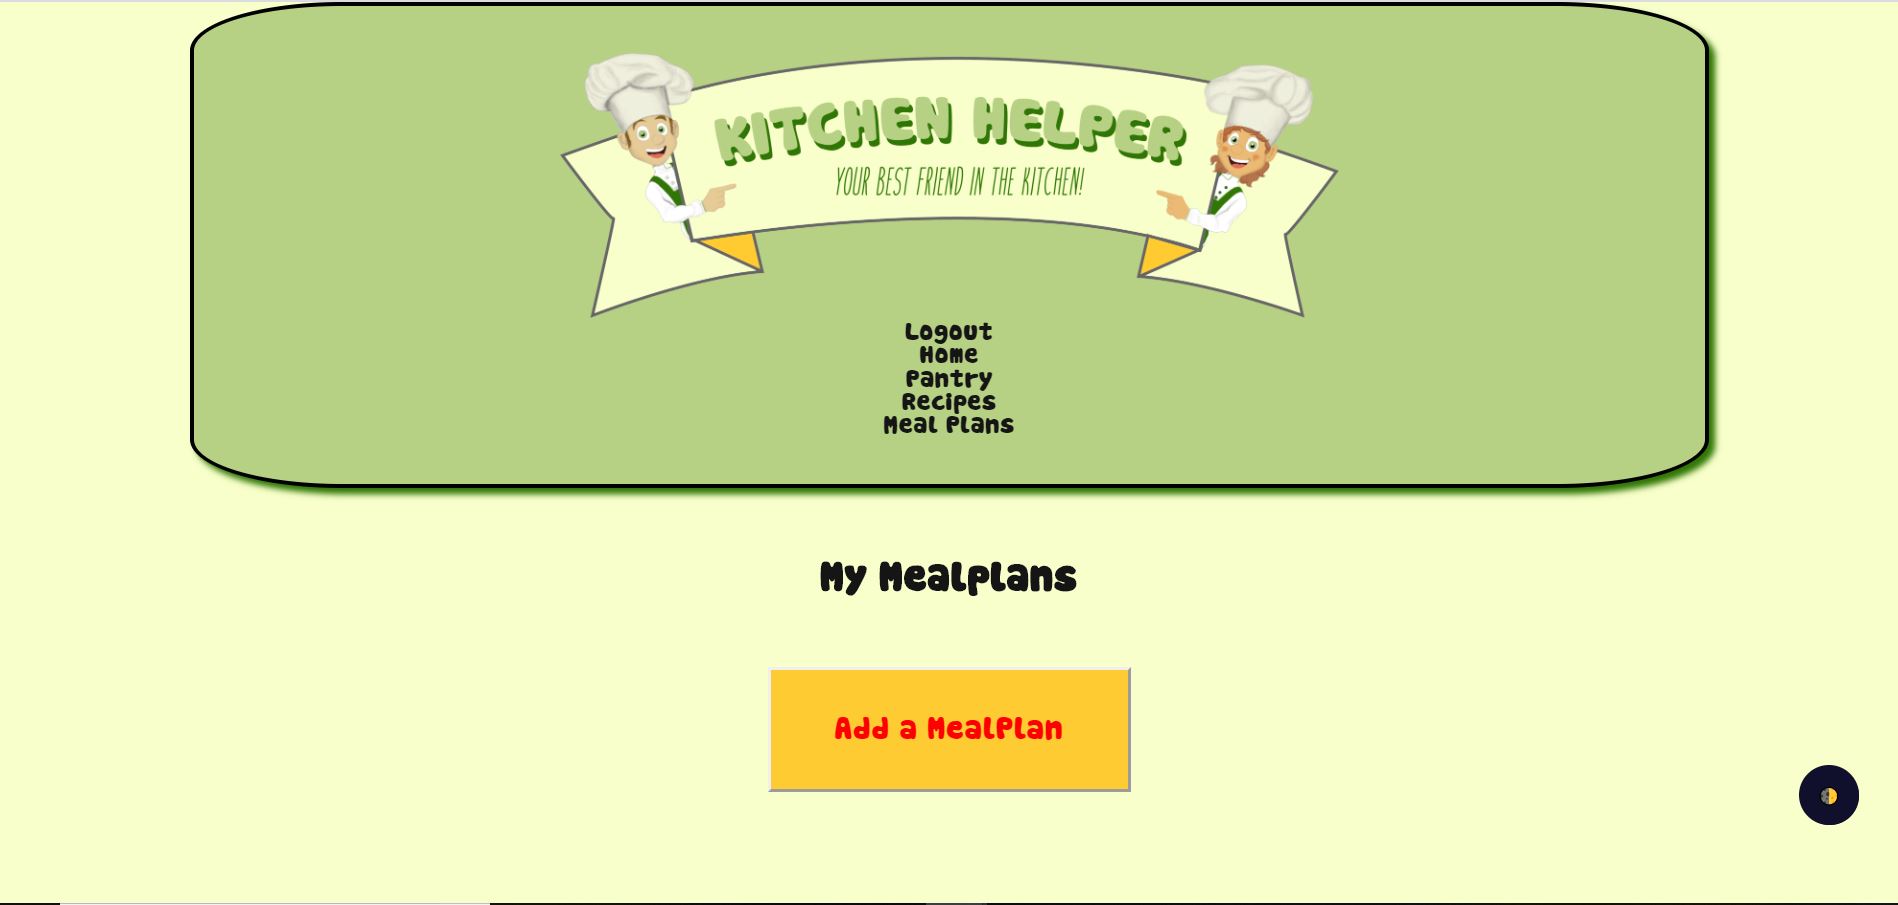 KITCHEN HELPER
YOUR BEST FRIEND IN THE KITCHEN!
Logout
Home
Pantry
Recipes
Meal Plans
My Mealplans
Add a MealPlan